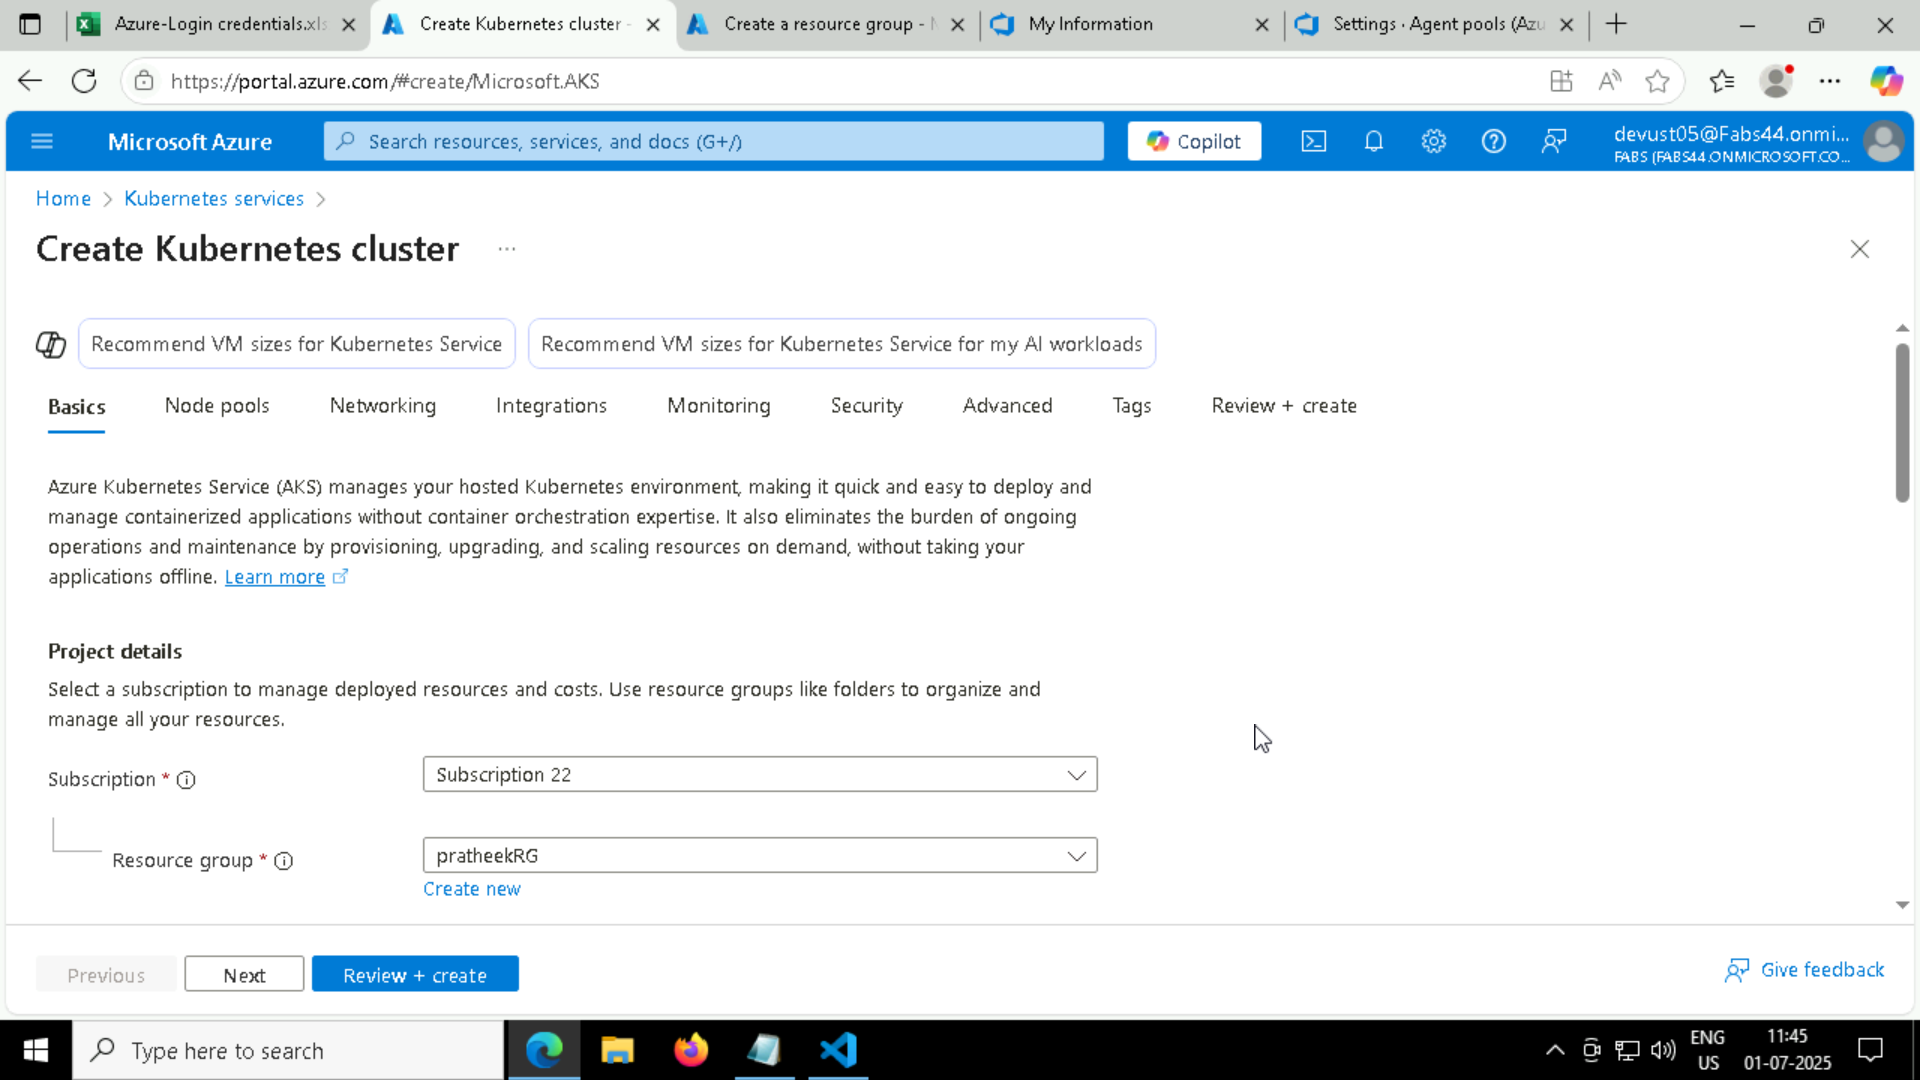 Azure-Login credentials.xls
Create Kubernetes cluster -
Create a resource group -
My Information
Settings · Agent pools (Azu
https://portal.azure.com/#create/Microsoft.AKS
Microsoft Azure
Search resources, services, and docs (G+/)
Copilot
devust05@Fabs44.onmi...
FABS (FABS44.ONMICROSOFT.CO...
Home > Kubernetes services >
Create Kubernetes cluster ...
Recommend VM sizes for Kubernetes Service
Recommend VM sizes for Kubernetes Service for my AI workloads
Basics
Node pools
Networking
Integrations
Monitoring
Security
Advanced
Tags
Review + create
Azure Kubernetes Service (AKS) manages your hosted Kubernetes environment, making it quick and easy to deploy and
manage containerized applications without container orchestration expertise. It also eliminates the burden of ongoing
operations and maintenance by provisioning, upgrading, and scaling resources on demand, without taking your
applications offline. Learn more
Project details
Select a subscription to manage deployed resources and costs. Use resource groups like folders to organize and
manage all your resources.
Subscription *
Subscription 22
Resource group *
pratheekRG
Create new
Previous
Next
Review + create
Give feedback
Type here to search
ENG
US
11:45
01-07-2025